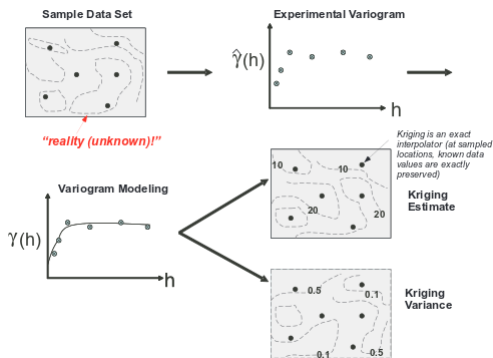 Sample Data Set
Experimental Variogram
γ̂(h)
h
"reality (unknown)!"
Kriging is an exact
interpolator (at sampled
locations, known data
values are exactly
preserved)
Variogram Modeling
γ(h)
h
10
10
20
20
Kriging
Estimate
0.5
0.1
0.1
0.5
Kriging
Variance